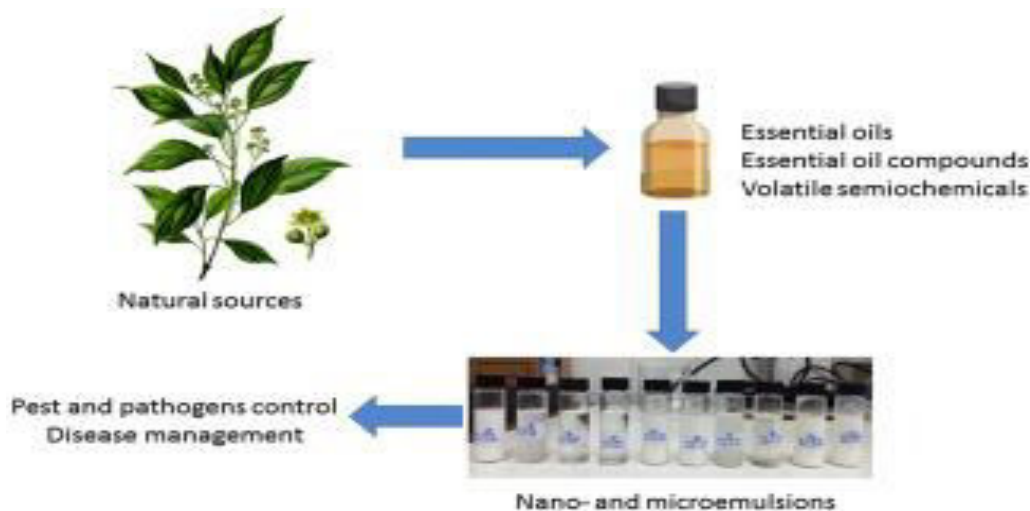 Essential oils
Essential oil compounds
Volatile semiochemicals
Natural sources
Pest and pathogens control
Disease management
Nano- and microemulsions